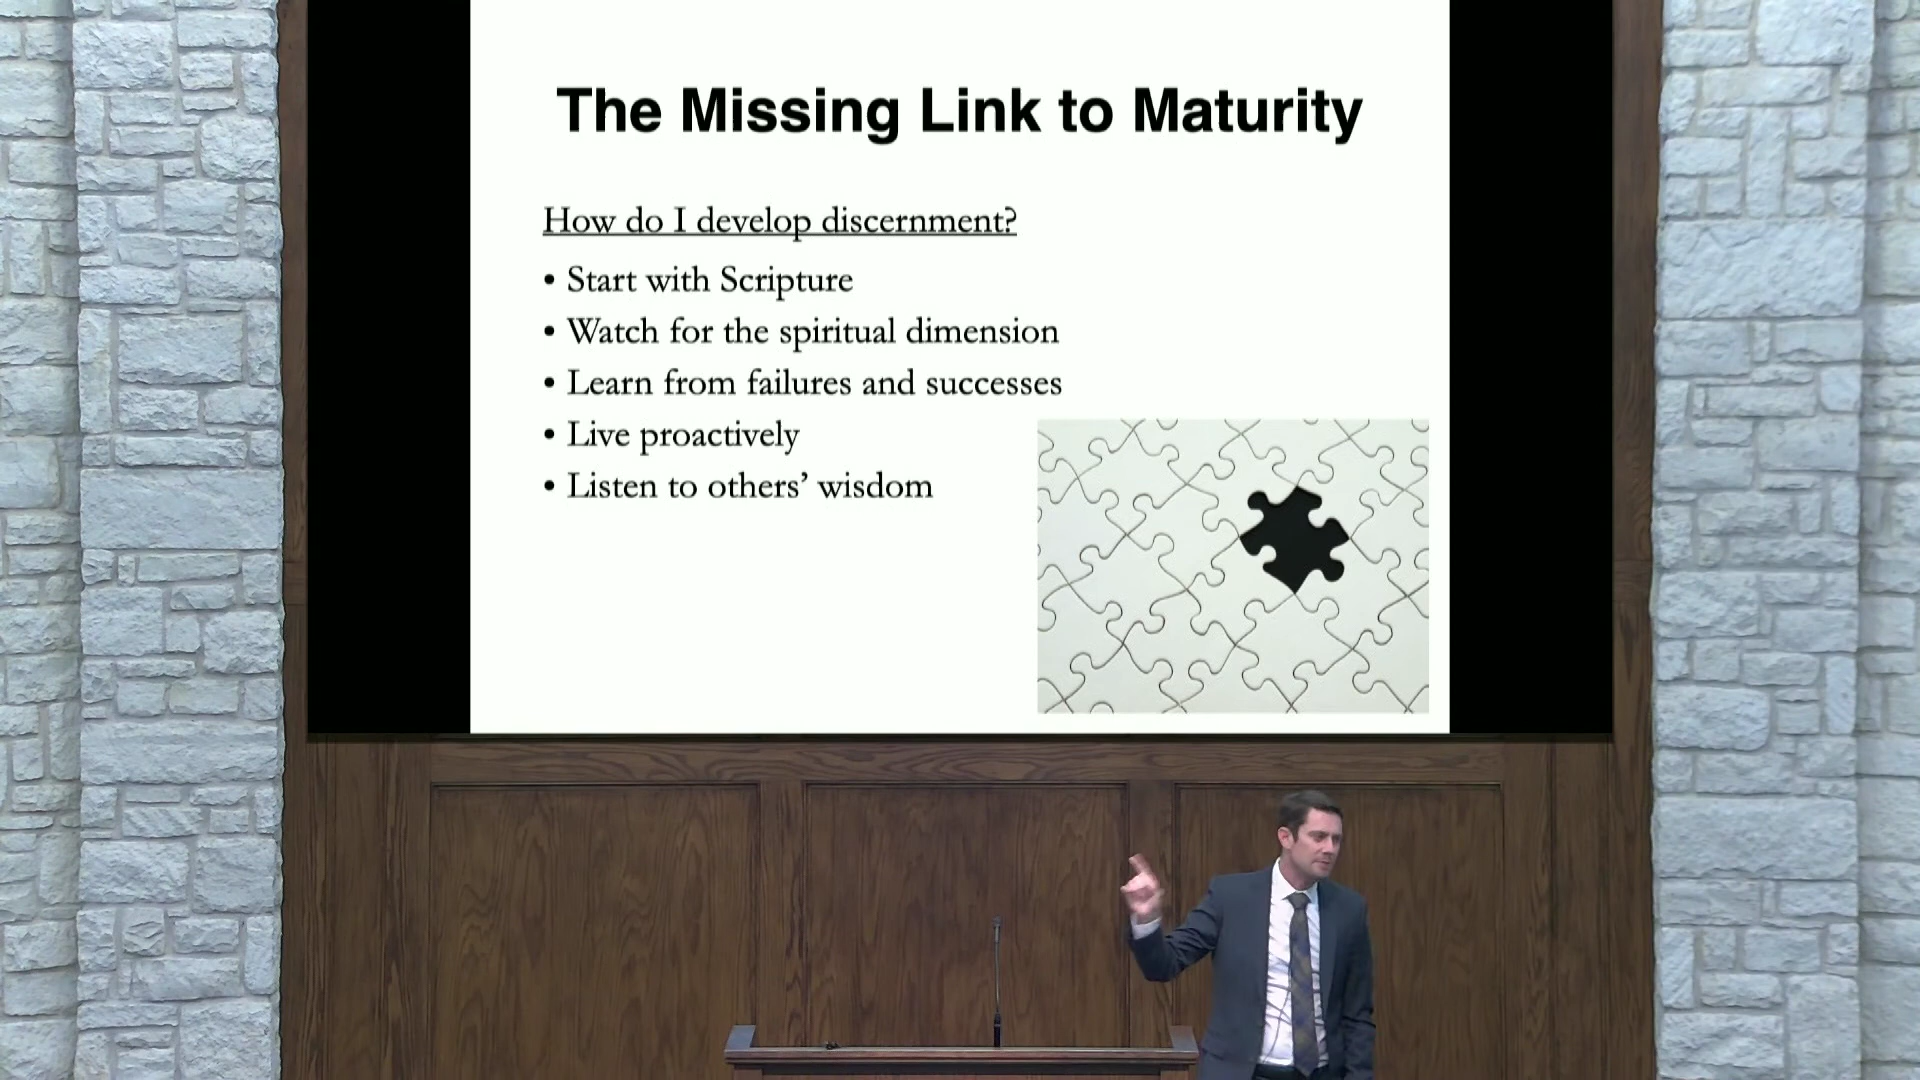 The Missing Link to Maturity
How do I develop discernment?
• Start with Scripture
• Watch for the spiritual dimension
• Learn from failures and successes
• Live proactively
• Listen to others’ wisdom